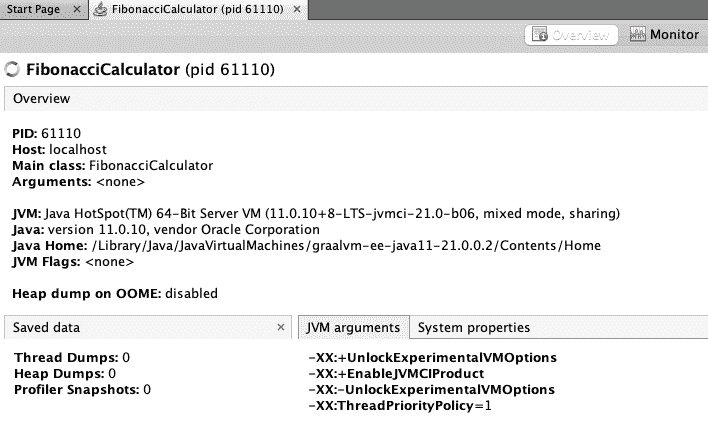 Start Page
FibonacciCalculator (pid 61110)
Overview
Monitor
FibonacciCalculator (pid 61110)
Overview
PID: 61110
Host: localhost
Main class: FibonacciCalculator
Arguments: <none>
JVM: Java HotSpot(TM) 64-Bit Server VM (11.0.10+8-LTS-jvmci-21.0-b06, mixed mode, sharing)
Java: version 11.0.10, vendor Oracle Corporation
Java Home: /Library/Java/JavaVirtualMachines/graalvm-ee-java11-21.0.0.2/Contents/Home
JVM Flags: <none>
Heap dump on OOME: disabled
Saved data
Thread Dumps: 0
Heap Dumps: 0
Profiler Snapshots: 0
JVM arguments
System properties
-XX:+UnlockExperimentalVMOptions
-XX:+EnableJVMCIProduct
-XX:-UnlockExperimentalVMOptions
-XX:ThreadPriorityPolicy=1